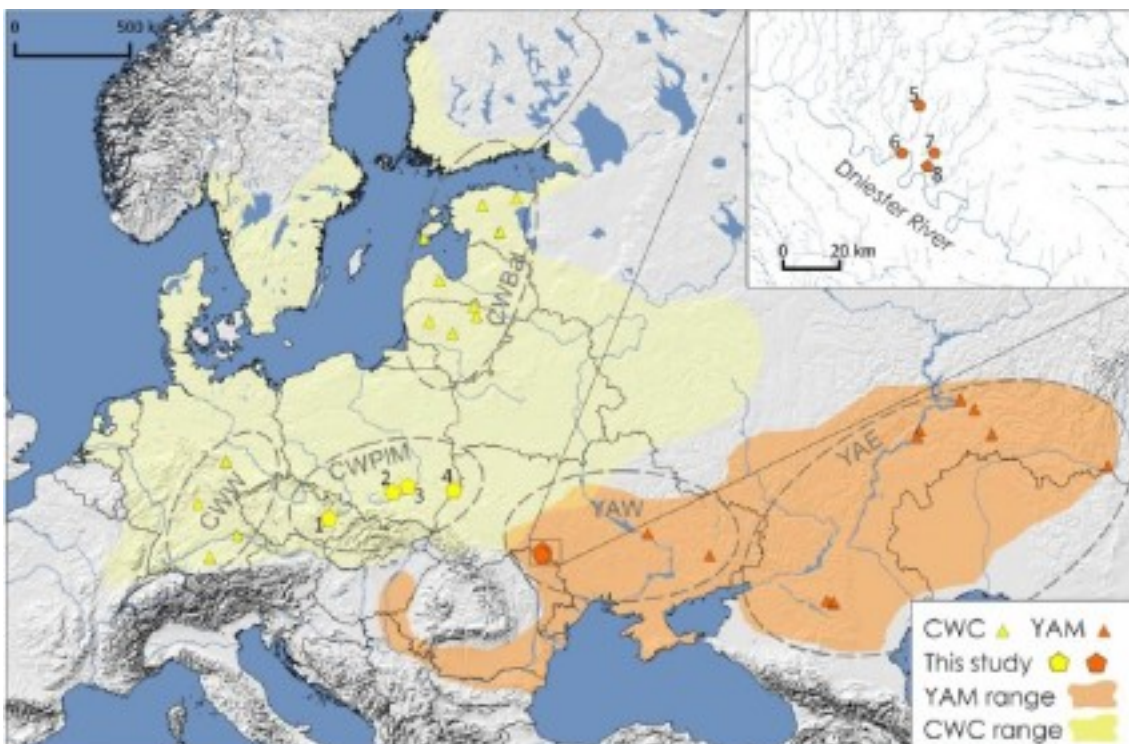 0 500 km
5
6 7
8
Dniester River
0 20 km
CWBal
CWPlM
CWW
2
3
4
1
YAE
YAW
CWC YAM
This study
YAM range
CWC range